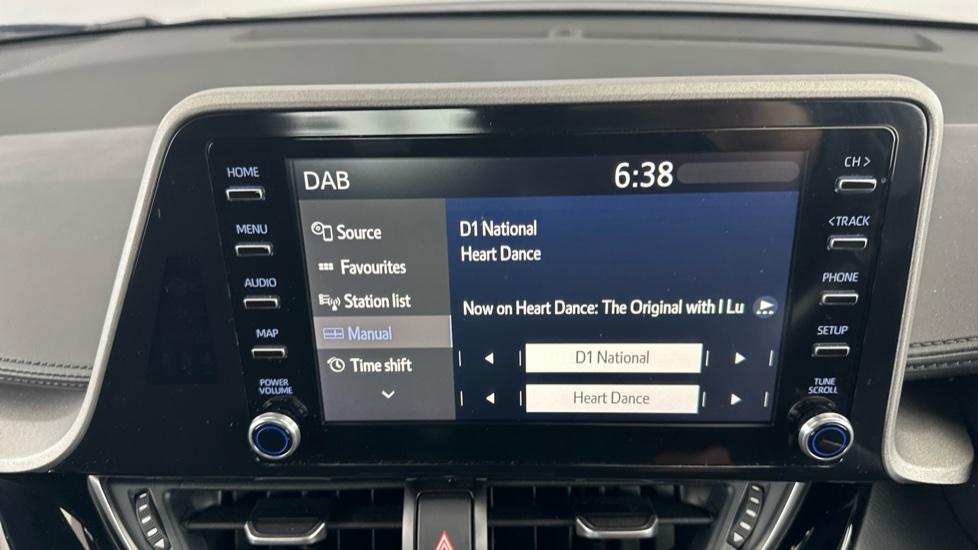 HOME
MENU
AUDIO
MAP
POWER
VOLUME
DAB
6:38
Source
Favourites
Station list
Manual
Time shift
D1 National
Heart Dance
Now on Heart Dance: The Original with I Lu
D1 National
Heart Dance
CH >
< TRACK
PHONE
SETUP
TUNE
SCROLL